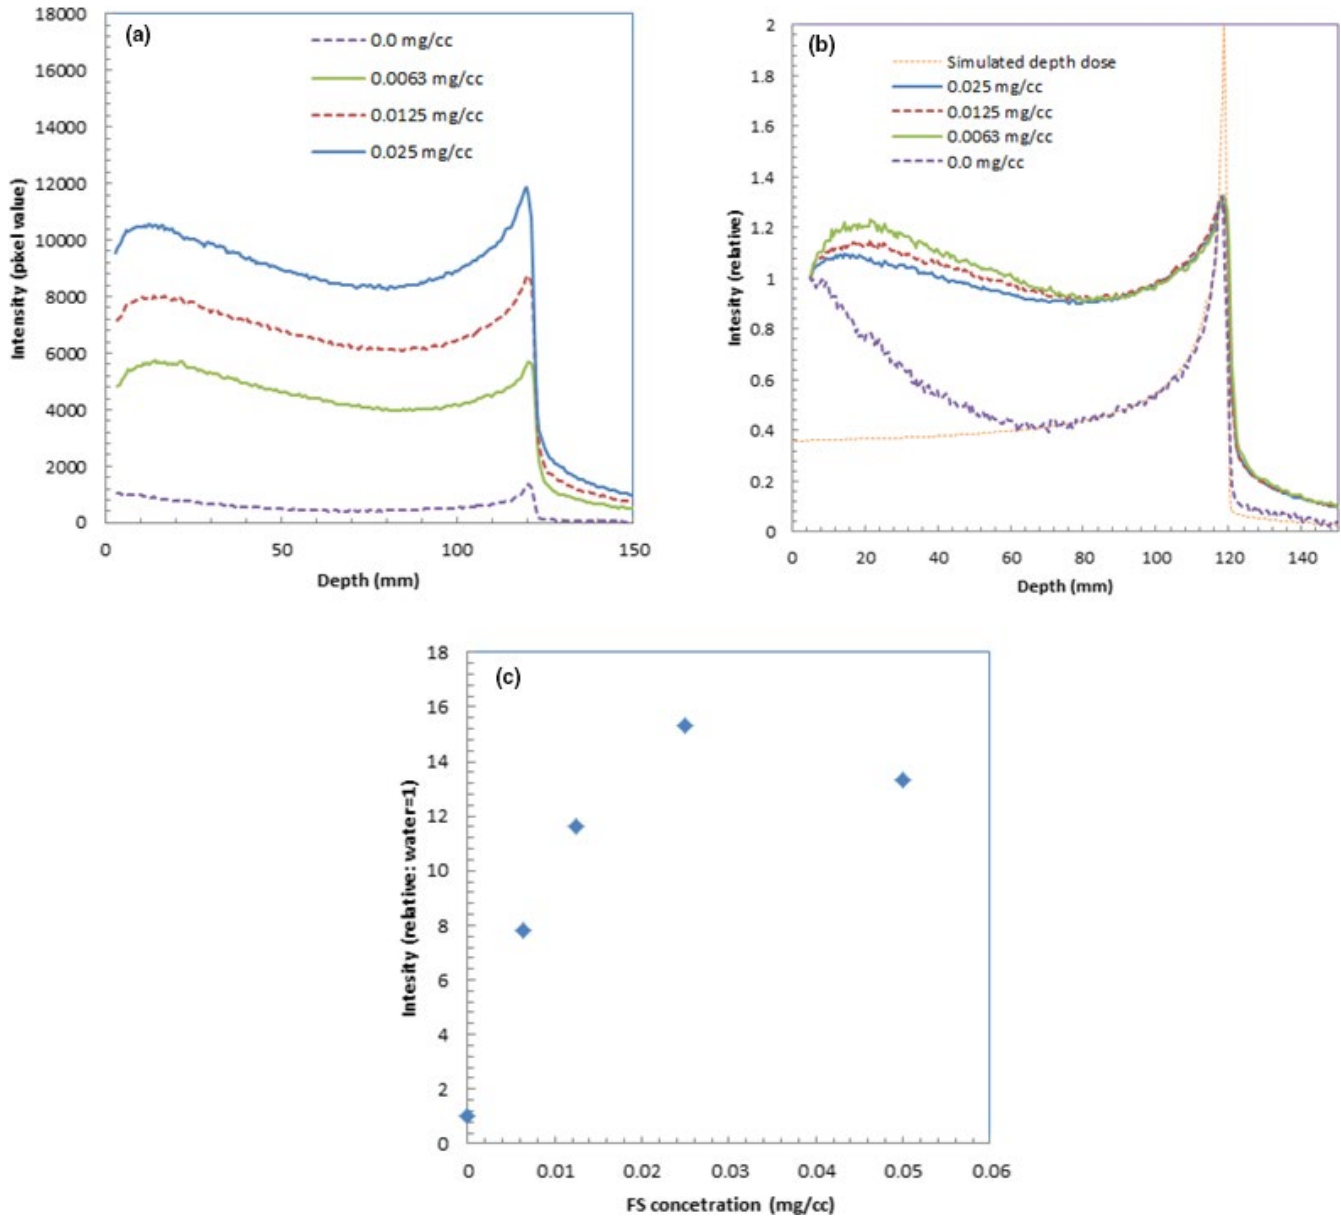 (a)
18000
16000
14000
12000
10000
8000
6000
4000
2000
0
Intensity (pixel value)
0.0 mg/cc
0.0063 mg/cc
0.0125 mg/cc
0.025 mg/cc
0 50 100 150
Depth (mm)
(b)
2
1.8
1.6
1.4
1.2
1
0.8
0.6
0.4
0.2
0
Intesity (relative)
Simulated depth dose
0.025 mg/cc
0.0125 mg/cc
0.0063 mg/cc
0.0 mg/cc
0 20 40 60 80 100 120 140
Depth (mm)
(c)
18
16
14
12
10
8
6
4
2
0
Intesity (relative: water=1)
0 0.01 0.02 0.03 0.04 0.05 0.06
FS concetration (mg/cc)